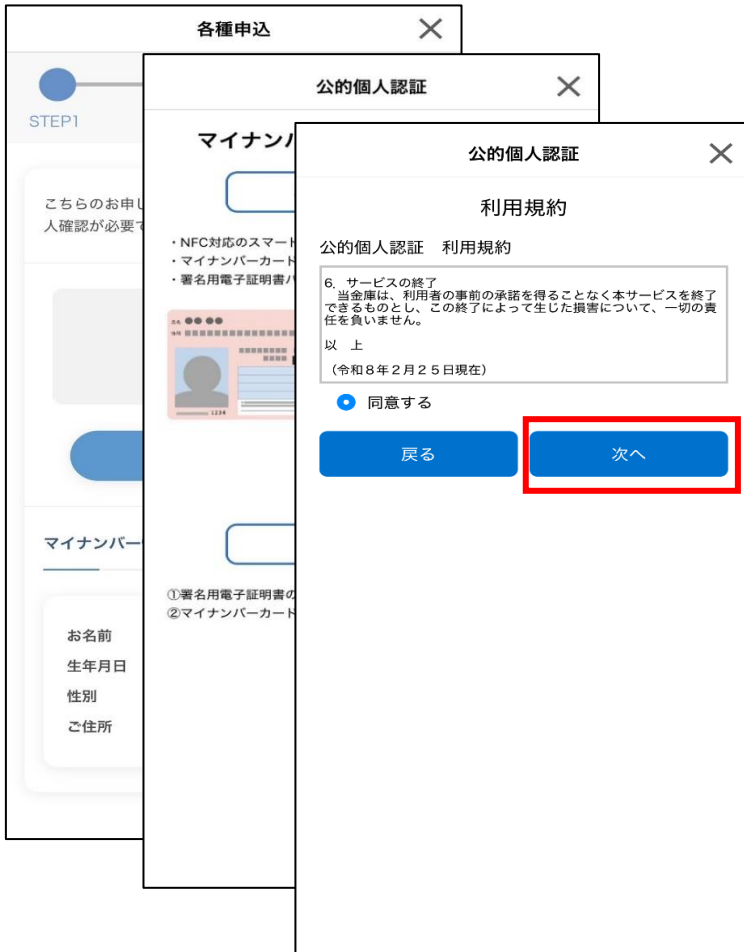 各種申込
STEP1
こちらのお申し
人確認が必要で
マイナンバー
お名前
生年月日
性別
ご住所
公的個人認証
マイナンバ
・NFC対応のスマート
・マイナンバーカード
・署名用電子証明書パ
氏名
住所
1234
①署名用電子証明書の
②マイナンバーカード
公的個人認証
利用規約
公的個人認証 利用規約
6．サービスの終了
当金庫は、利用者の事前の承諾を得ることなく本サービスを終了
できるものとし、この終了によって生じた損害について、一切の責
任を負いません。
以 上
（令和８年２月２５日現在）
同意する
戻る
次へ